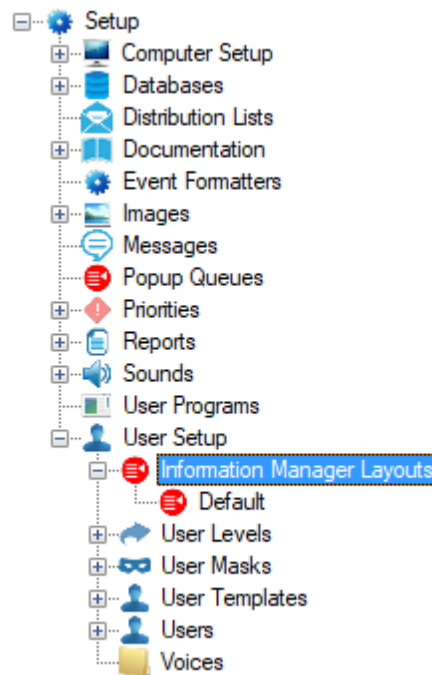 Setup
Computer Setup
Databases
Distribution Lists
Documentation
Event Formatters
Images
Messages
Popup Queues
Priorities
Reports
Sounds
User Programs
User Setup
Information Manager Layouts
Default
User Levels
User Masks
User Templates
Users
Voices